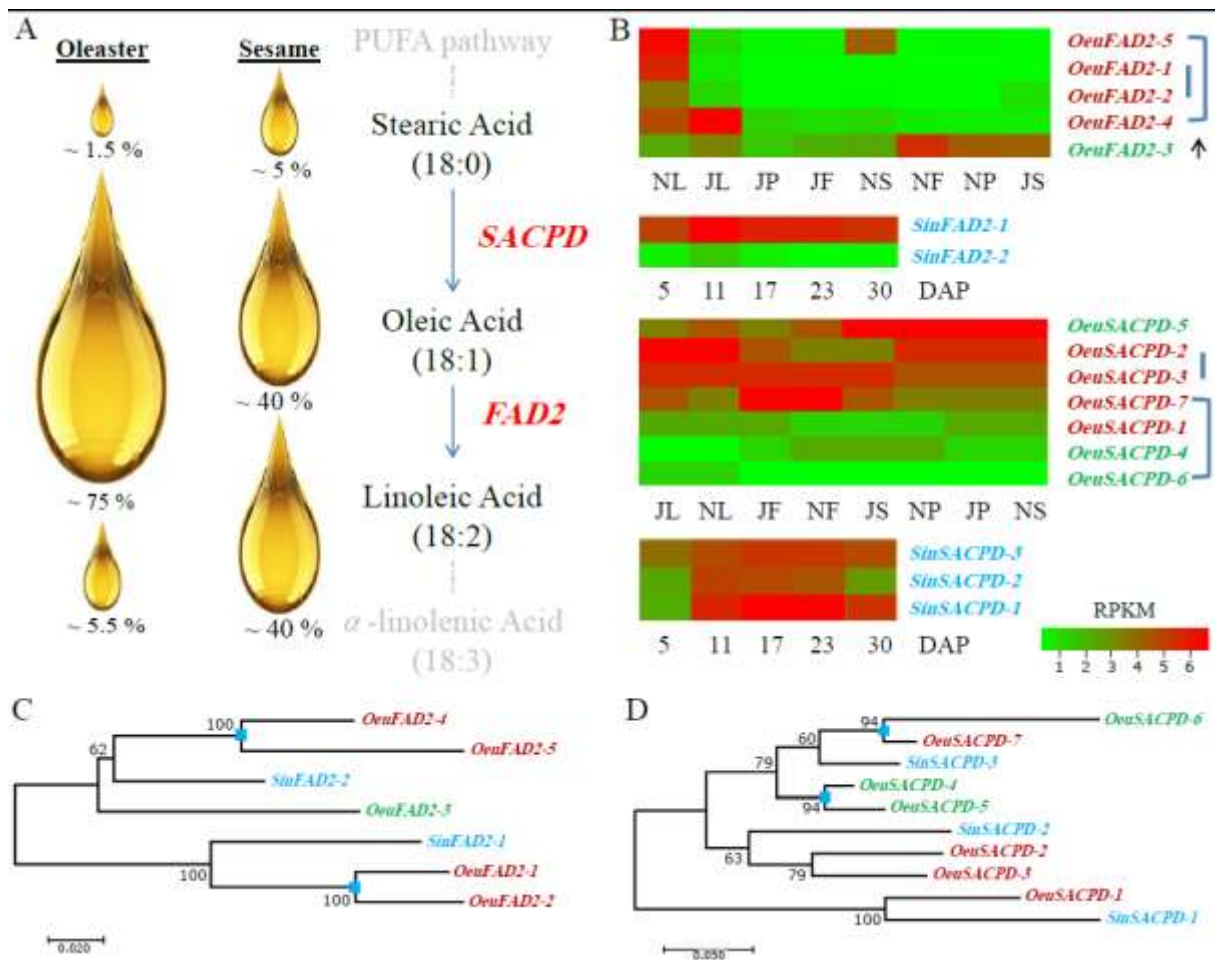 A
Oleaster
Sesame
~ 1.5 %
~ 5 %
~ 75 %
~ 40 %
~ 5.5 %
~ 40 %
PUFA pathway
Stearic Acid
(18:0)
SACPD
Oleic Acid
(18:1)
FAD2
Linoleic Acid
(18:2)
α-linolenic Acid
(18:3)
B
OeuFAD2-5
OeuFAD2-1
OeuFAD2-2
OeuFAD2-4
OeuFAD2-3
NL JL JP JF NS NF NP JS
SinFAD2-1
SinFAD2-2
5 11 17 23 30 DAP
OeuSACPD-5
OeuSACPD-2
OeuSACPD-3
OeuSACPD-7
OeuSACPD-1
OeuSACPD-4
OeuSACPD-6
JL NL JF NF JS NP JP NS
SinSACPD-3
SinSACPD-2
SinSACPD-1
5 11 17 23 30 DAP
RPKM
1 2 3 4 5 6
C
100
OeuFAD2-4
OeuFAD2-5
62
SinFAD2-2
OeuFAD2-3
SinFAD2-1
100
OeuFAD2-1
100
OeuFAD2-2
0.020
D
94
OeuSACPD-6
60
OeuSACPD-7
79
SinSACPD-3
OeuSACPD-4
94
OeuSACPD-5
SinSACPD-2
63
OeuSACPD-2
79
OeuSACPD-3
OeuSACPD-1
100
SinSACPD-1
0.050